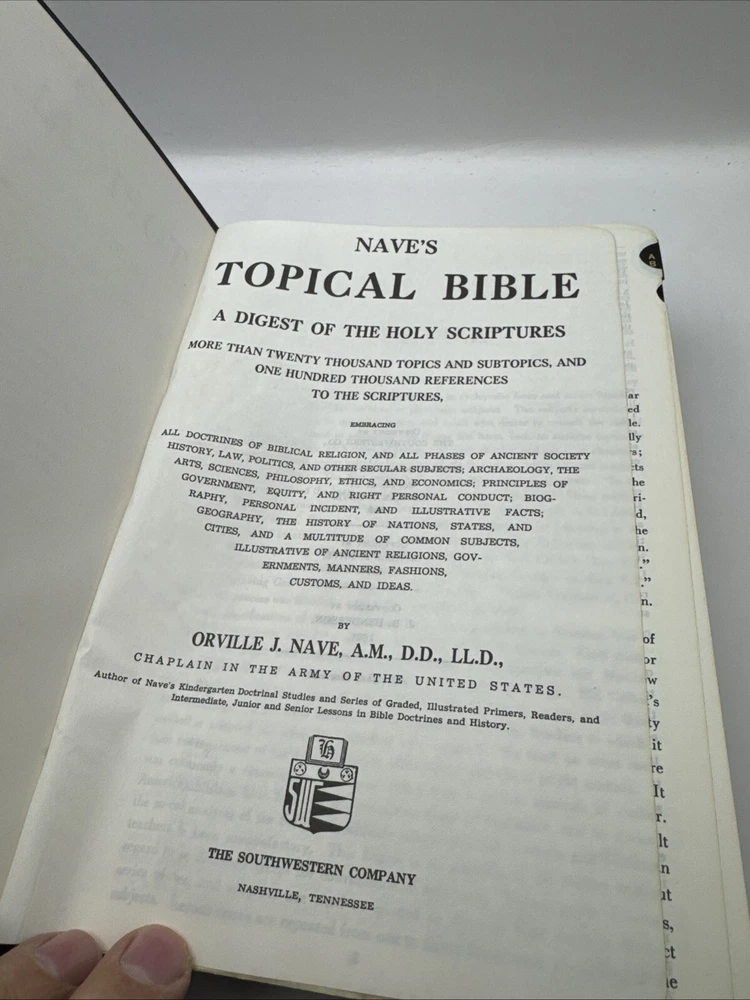 NAVE'S
TOPICAL BIBLE
A DIGEST OF THE HOLY SCRIPTURES
MORE THAN TWENTY THOUSAND TOPICS AND SUBTOPICS, AND
ONE HUNDRED THOUSAND REFERENCES
TO THE SCRIPTURES,
EMBRACING
ALL DOCTRINES OF BIBLICAL RELIGION, AND ALL PHASES OF ANCIENT SOCIETY
HISTORY, LAW, POLITICS, AND OTHER SECULAR SUBJECTS; ARCHAEOLOGY, THE
ARTS, SCIENCES, PHILOSOPHY, ETHICS, AND ECONOMICS; PRINCIPLES OF
GOVERNMENT, EQUITY, AND RIGHT PERSONAL CONDUCT; BIOG-
RAPHY, PERSONAL INCIDENT, AND ILLUSTRATIVE FACTS;
GEOGRAPHY, THE HISTORY OF NATIONS, STATES, AND
CITIES, AND A MULTITUDE OF COMMON SUBJECTS,
ILLUSTRATIVE OF ANCIENT RELIGIONS, GOV-
ERNMENTS, MANNERS, FASHIONS,
CUSTOMS, AND IDEAS.
BY
ORVILLE J. NAVE, A.M., D.D., LL.D.,
CHAPLAIN IN THE ARMY OF THE UNITED STATES.
Author of Nave's Kindergarten Doctrinal Studies and Series of Graded, Illustrated Primers, Readers, and
Intermediate, Junior and Senior Lessons in Bible Doctrines and History.
THE SOUTHWESTERN COMPANY
NASHVILLE, TENNESSEE